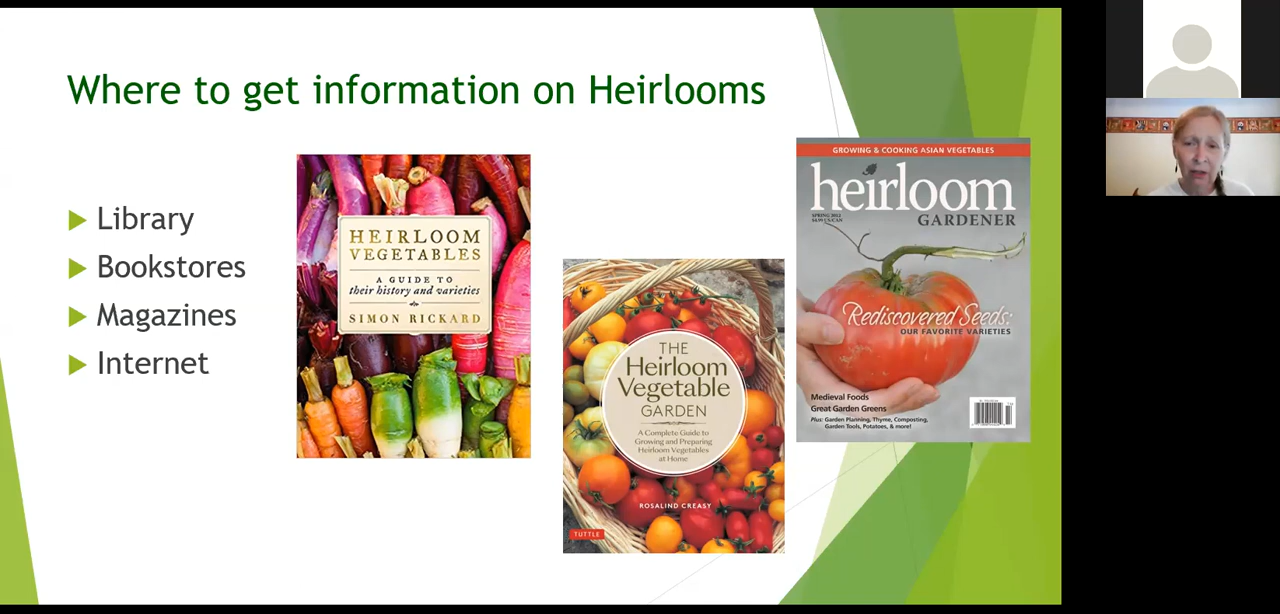 Where to get information on Heirlooms
Library
Bookstores
Magazines
Internet
HEIRLOOM
VEGETABLES
A GUIDE TO
their history and varieties
SIMON RICKARD
THE
Heirloom
Vegetable
GARDEN
A Complete Guide to
Growing and Preparing
Heirloom Vegetables
at Home
ROSALIND CREASY
TUTTLE
GROWING & COOKING ASIAN VEGETABLES
heirloom
GARDENER
SPRING 2012
Rediscovered Seeds:
OUR FAVORITE VARIETIES
Medieval Foods
Great Garden Greens
Plus: Garden Planning, Thyme, Composting,
Garden Tools, Potatoes, & more!